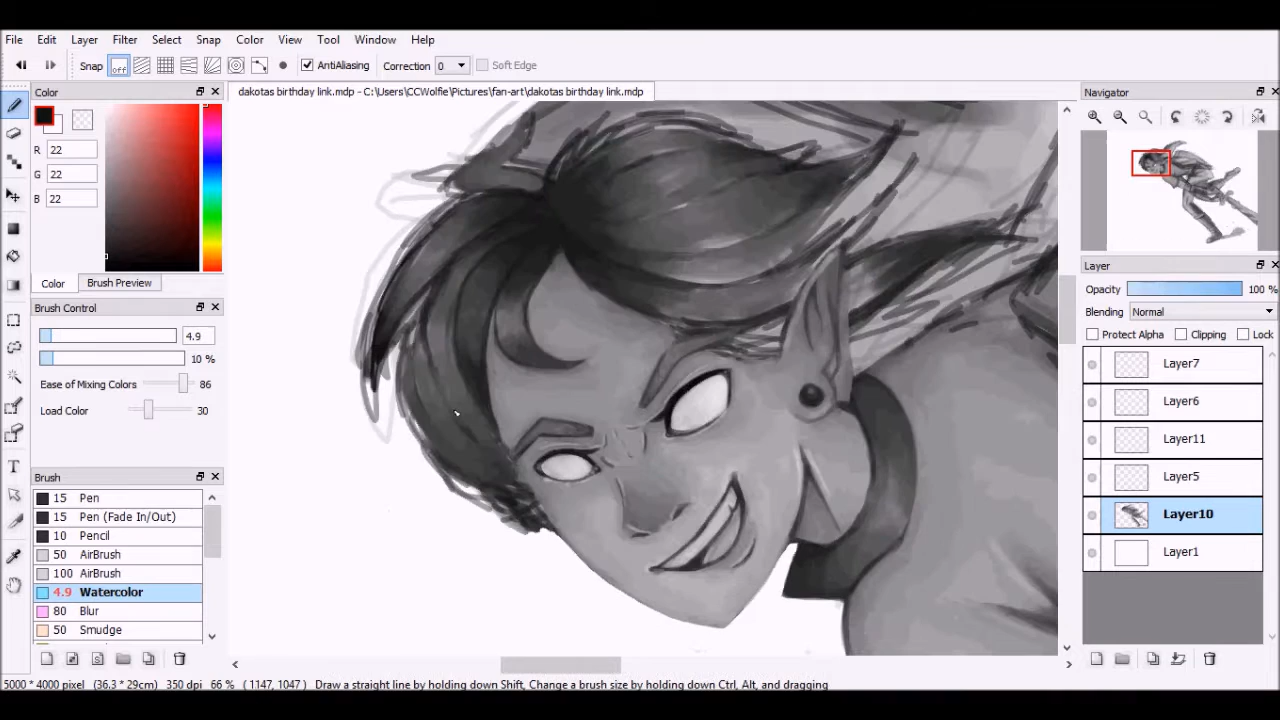 File Edit Layer Filter Select Snap Color View Tool Window Help
Snap off AntiAliasing Correction 0 Soft Edge
Color
dakotas birthday link.mdp - C:\Users\CCWolfie\Pictures\fan-art\dakotas birthday link.mdp
Navigator
R 22
G 22
B 22
Color Brush Preview
Brush Control
4.9
10 %
Ease of Mixing Colors 86
Load Color 30
Brush
15 Pen
15 Pen (Fade In/Out)
10 Pencil
50 AirBrush
100 AirBrush
4.9 Watercolor
80 Blur
50 Smudge
Layer
Opacity 100 %
Blending Normal
Protect Alpha Clipping Lock
Layer7
Layer6
Layer11
Layer5
Layer10
Layer1
5000 * 4000 pixel (36.3 * 29cm) 350 dpi 66 % (1147, 1047) Draw a straight line by holding down Shift, Change a brush size by holding down Ctrl, Alt, and dragging